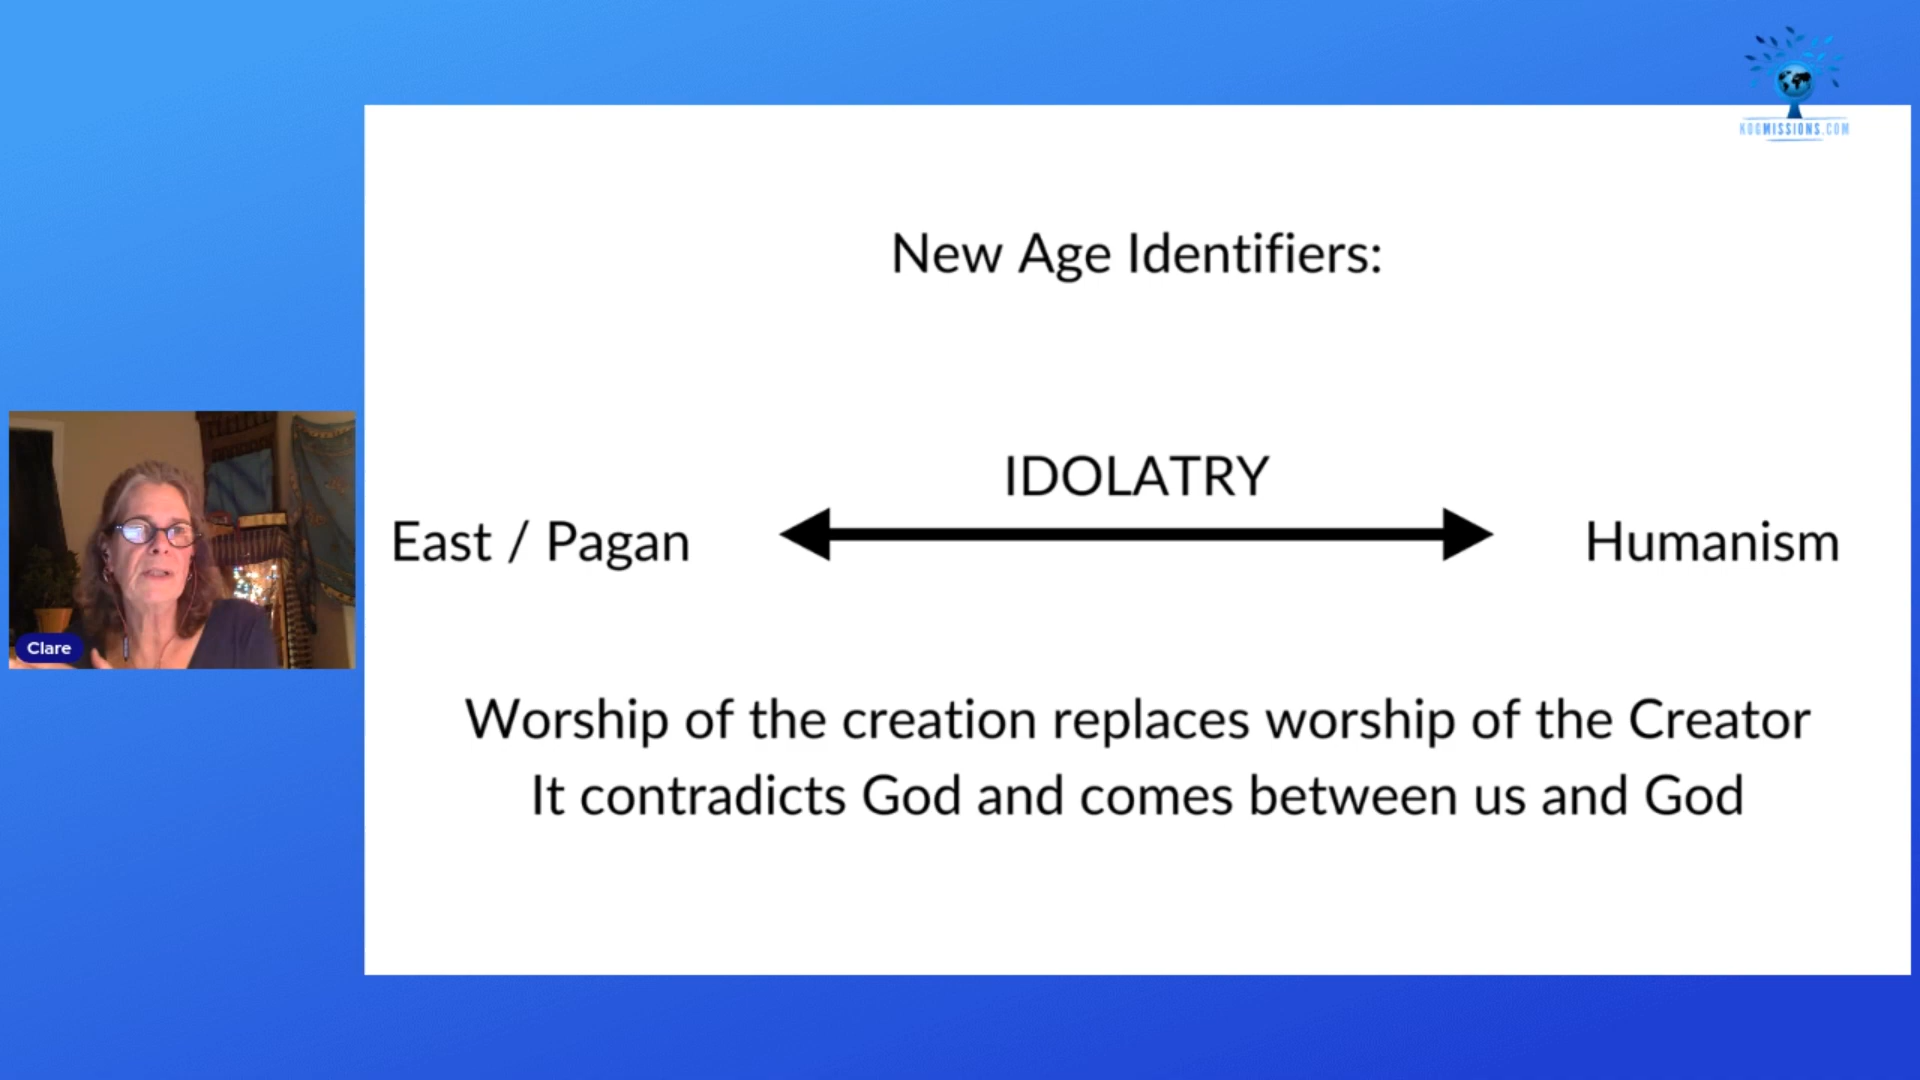 KOGMISSIONS.COM
New Age Identifiers:
IDOLATRY
East / Pagan
Humanism
Clare
Worship of the creation replaces worship of the Creator
It contradicts God and comes between us and God